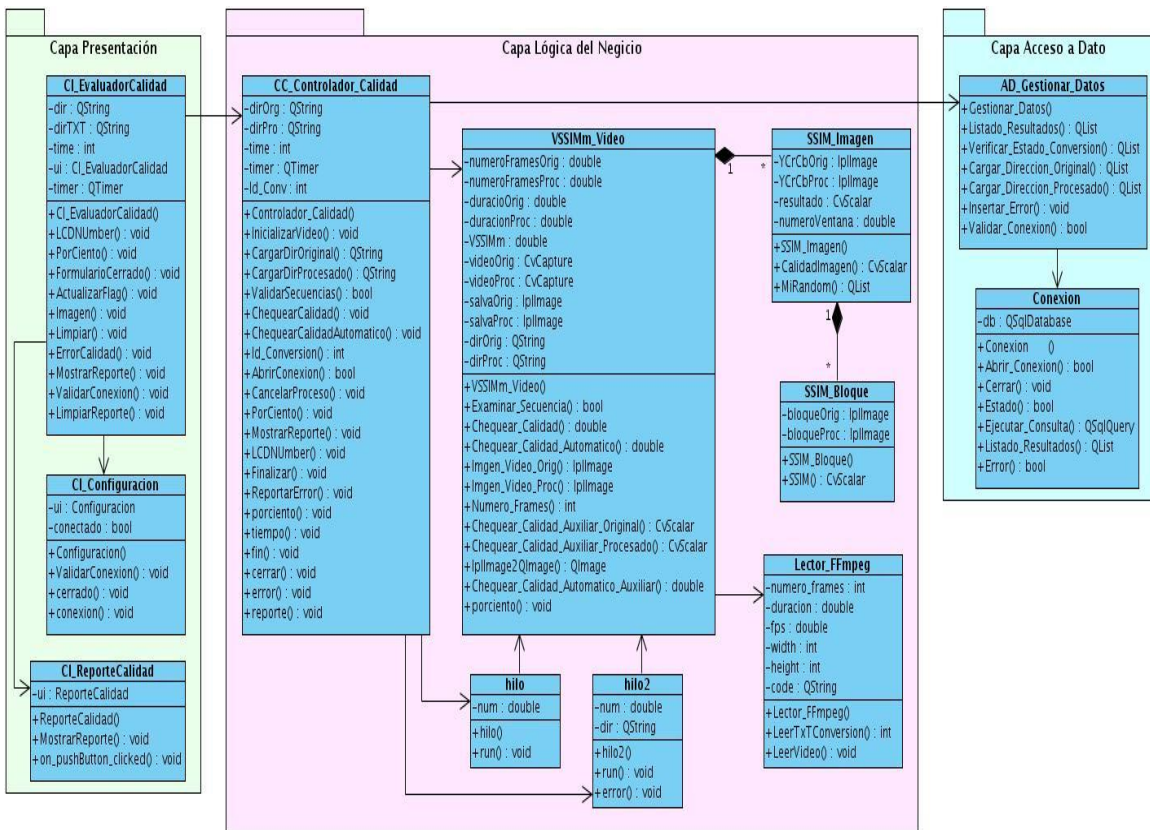 Capa Presentación
CI_EvaluadorCalidad
-dir : QString
-dirTXT : QString
-time : int
-ui : CI_EvaluadorCalidad
-timer : QTimer
+CI_EvaluadorCalidad()
+LCDNUmber() : void
+PorCiento() : void
+FormularioCerrado() : void
+ActualizarFlag() : void
+Imagen() : void
+Limpiar() : void
+ErrorCalidad() : void
+MostrarReporte() : void
+ValidarConexion() : void
+LimpiarReporte() : void
CI_Configuracion
-ui : Configuracion
-conectado : bool
+Configuracion()
+ValidarConexion() : void
+cerrado() : void
+conexion() : void
CI_ReporteCalidad
-ui : ReporteCalidad
+ReporteCalidad()
+MostrarReporte() : void
+on_pushButton_clicked() : void
Capa Lógica del Negicio
CC_Controlador_Calidad
-dirOrg : QString
-dirPro : QString
-time : int
-timer : QTimer
-Id_Conv : int
+Controlador_Calidad()
+InicializarVideo() : void
+CargarDirOriginal() : QString
+CargarDirProcesado() : QString
+ValidarSecuencias() : bool
+ChequearCalidad() : void
+ChequearCalidadAutomatico() : void
+Id_Conversion() : int
+AbrirConexion() : bool
+CancelarProceso() : void
+PorCiento() : void
+MostrarReporte() : void
+LCDNUmber() : void
+Finalizar() : void
+ReportarError() : void
+porciento() : void
+tiempo() : void
+fin() : void
+cerrar() : void
+error() : void
+reporte() : void
VSSIMm_Video
-numeroFramesOrig : double
-numeroFramesProc : double
-duracioOrig : double
-duracionProc : double
-VSSIMm : double
-videoOrig : CvCapture
-videoProc : CvCapture
-salvaOrig : IplImage
-salvaProc : IplImage
-dirOrig : QString
-dirProc : QString
+VSSIMm_Video()
+Examinar_Secuencia() : bool
+Chequear_Calidad() : double
+Chequear_Calidad_Automatico() : double
+Imgen_Video_Orig() : IplImage
+Imgen_Video_Proc() : IplImage
+Numero_Frames() : int
+Chequear_Calidad_Auxiliar_Original() : CvScalar
+Chequear_Calidad_Auxiliar_Procesado() : CvScalar
+IplImage2QImage() : QImage
+Chequear_Calidad_Automatico_Auxiliar() : double
+porciento() : void
1
*
SSIM_Imagen
-YCrCbOrig : IplImage
-YCrCbProc : IplImage
-resultado : CvScalar
-numeroVentana : double
+SSIM_Imagen()
+CalidadImagen() : CvScalar
+MiRandom() : QList
1
*
SSIM_Bloque
-bloqueOrig : IplImage
-bloqueProc : IplImage
+SSIM_Bloque()
+SSIM() : CvScalar
Lector_FFmpeg
-numero_frames : int
-duracion : double
-fps : double
-width : int
-height : int
-code : QString
+Lector_FFmpeg()
+LeerTxTConversion() : int
+LeerVideo() : void
hilo
-num : double
+hilo()
+run() : void
hilo2
-num : double
-dir : QString
+hilo2()
+run() : void
+error() : void
Capa Acceso a Dato
AD_Gestionar_Datos
+Gestionar_Datos()
+Listado_Resultados() : QList
+Verificar_Estado_Conversion() : QList
+Cargar_Direccion_Original() : QList
+Cargar_Direccion_Procesado() : QList
+Insertar_Error() : void
+Validar_Conexion() : bool
Conexion
-db : QSqlDatabase
+Conexion ()
+Abrir_Conexion() : bool
+Cerrar() : void
+Estado() : bool
+Ejecutar_Consulta() : QSqlQuery
+Listado_Resultados() : QList
+Error() : bool